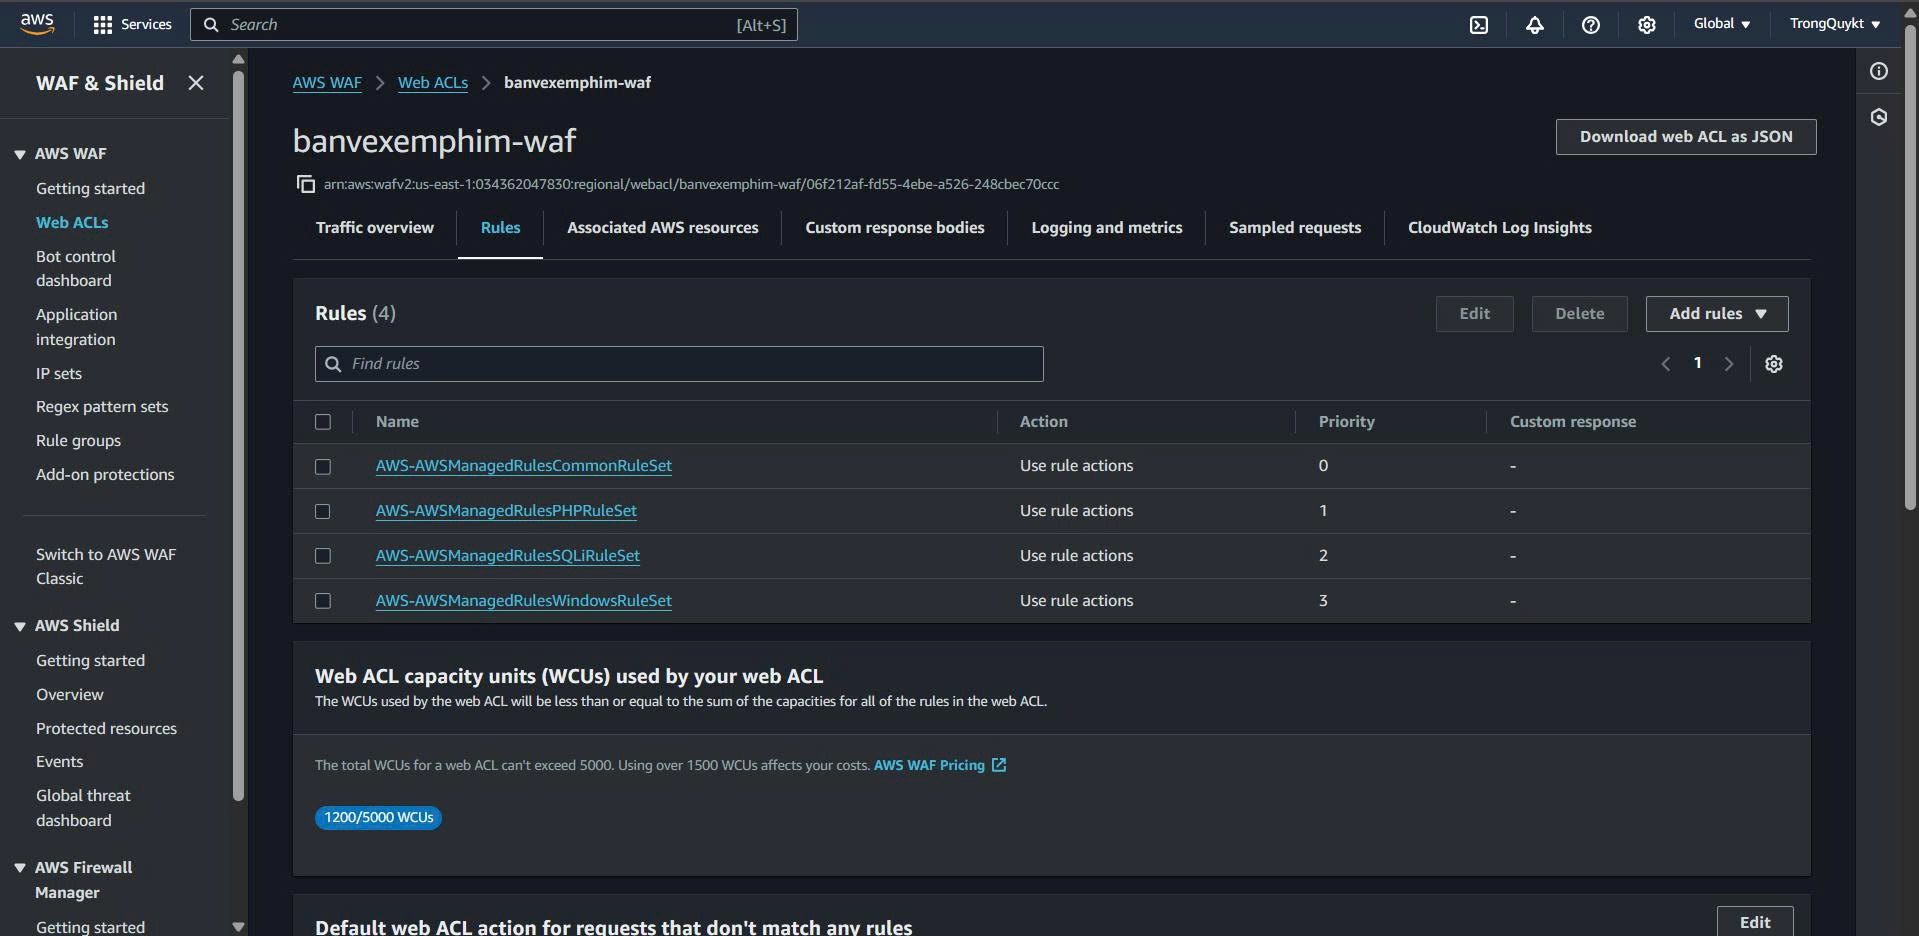 aws
Services
Search
[Alt+S]
Global
TrongQuykt
WAF & Shield
AWS WAF
Getting started
Web ACLs
Bot control
dashboard
Application
integration
IP sets
Regex pattern sets
Rule groups
Add-on protections
Switch to AWS WAF
Classic
AWS Shield
Getting started
Overview
Protected resources
Events
Global threat
dashboard
AWS Firewall
Manager
Getting started
AWS WAF
Web ACLs
banvexemphim-waf
banvexemphim-waf
Download web ACL as JSON
arn:aws:wafv2:us-east-1:034362047830:regional/webacl/banvexemphim-waf/06f212af-fd55-4ebe-a526-248cbec70ccc
Traffic overview
Rules
Associated AWS resources
Custom response bodies
Logging and metrics
Sampled requests
CloudWatch Log Insights
Rules (4)
Edit
Delete
Add rules
Find rules
1
Name Action Priority Custom response
AWS-AWSManagedRulesCommonRuleSet Use rule actions 0 -
AWS-AWSManagedRulesPHPRuleSet Use rule actions 1 -
AWS-AWSManagedRulesSQLiRuleSet Use rule actions 2 -
AWS-AWSManagedRulesWindowsRuleSet Use rule actions 3 -
Web ACL capacity units (WCUs) used by your web ACL
The WCUs used by the web ACL will be less than or equal to the sum of the capacities for all of the rules in the web ACL.
The total WCUs for a web ACL can't exceed 5000. Using over 1500 WCUs affects your costs. AWS WAF Pricing
1200/5000 WCUs
Default web ACL action for requests that don't match any rules
Edit